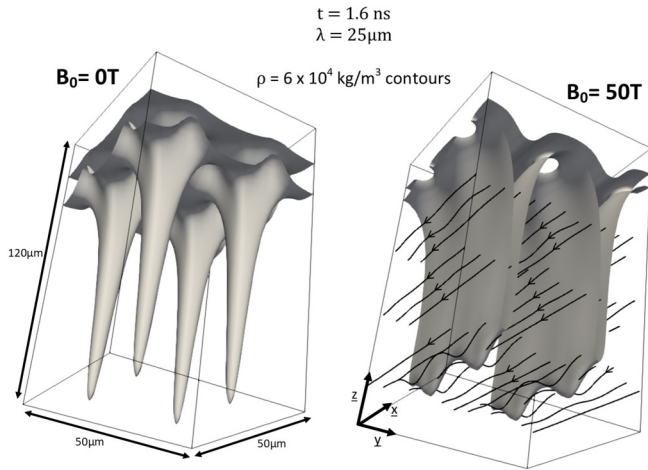 t = 1.6 ns
λ = 25μm
B₀= 0T
ρ = 6 x 10⁴ kg/m³ contours
B₀= 50T
120μm
50μm
50μm
z
x
y